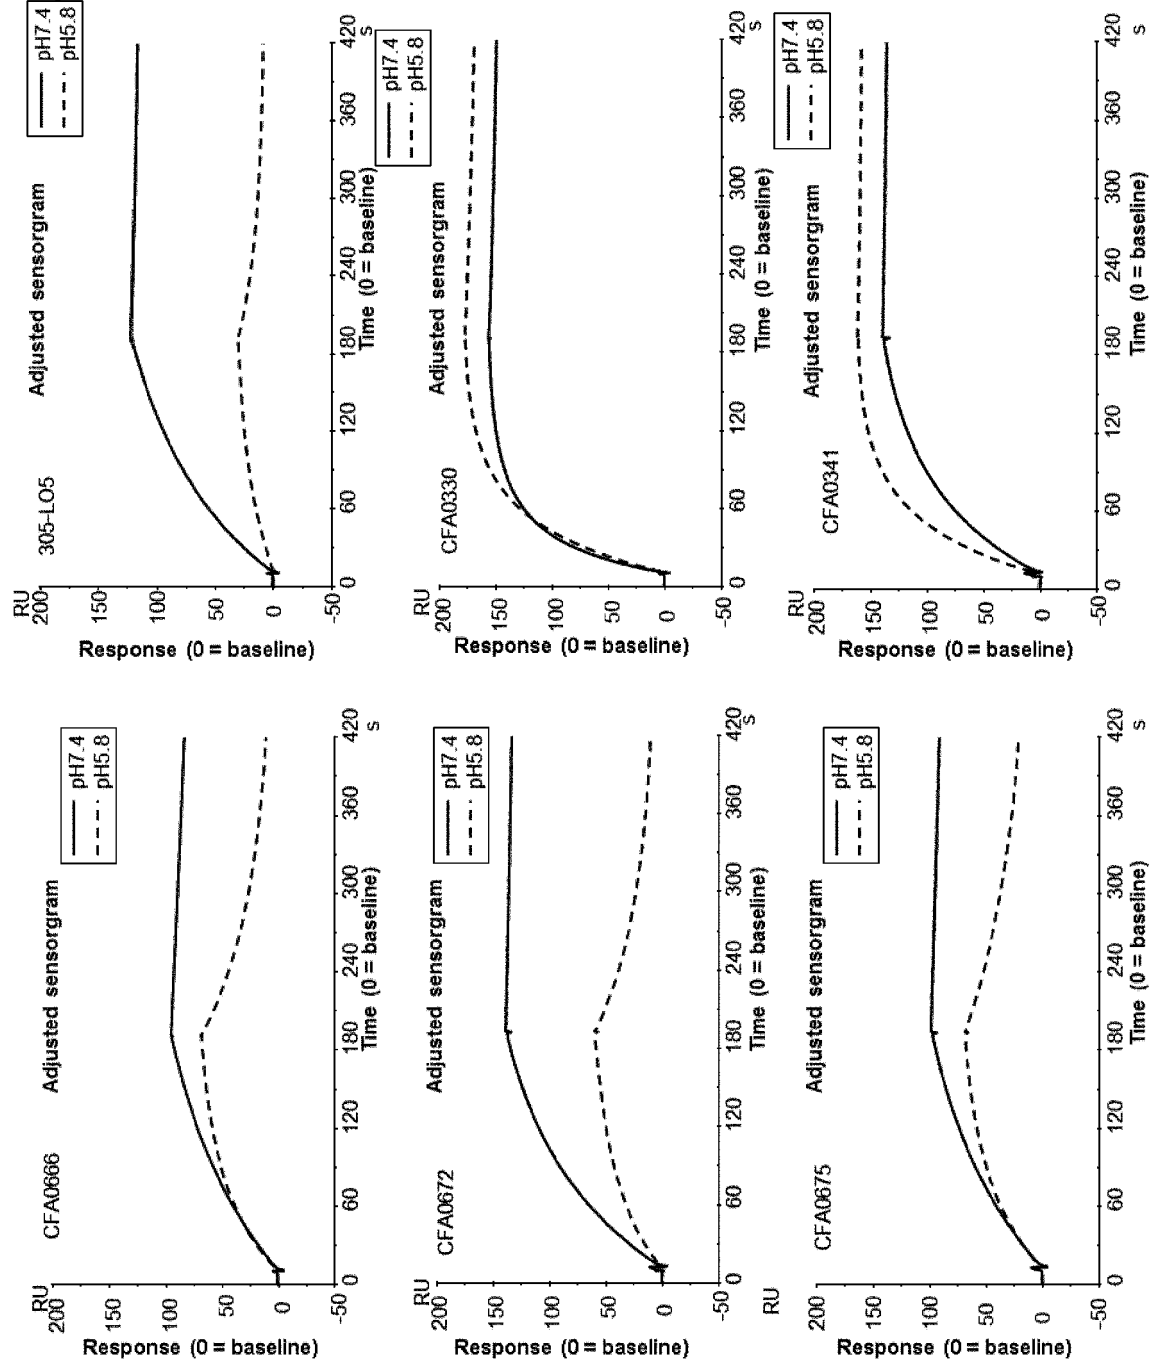 CFA0666
Adjusted sensorgram
pH7.4
pH5.8
RU
200
150
100
50
0
-50
Response (0 = baseline)
0
60
120
180
240
300
360
420
s
Time (0 = baseline)
CFA0672
Adjusted sensorgram
pH7.4
pH5.8
RU
200
150
100
50
0
-50
Response (0 = baseline)
0
60
120
180
240
300
360
420
s
Time (0 = baseline)
CFA0675
Adjusted sensorgram
pH7.4
pH5.8
RU
200
150
100
50
0
-50
Response (0 = baseline)
0
60
120
180
240
300
360
420
s
Time (0 = baseline)
305-LO5
Adjusted sensorgram
pH7.4
pH5.8
RU
200
150
100
50
0
-50
Response (0 = baseline)
0
60
120
180
240
300
360
420
s
Time (0 = baseline)
CFA0330
Adjusted sensorgram
pH7.4
pH5.8
RU
200
150
100
50
0
-50
Response (0 = baseline)
0
60
120
180
240
300
360
420
s
Time (0 = baseline)
CFA0341
Adjusted sensorgram
pH7.4
pH5.8
RU
200
150
100
50
0
-50
Response (0 = baseline)
0
60
120
180
240
300
360
420
s
Time (0 = baseline)